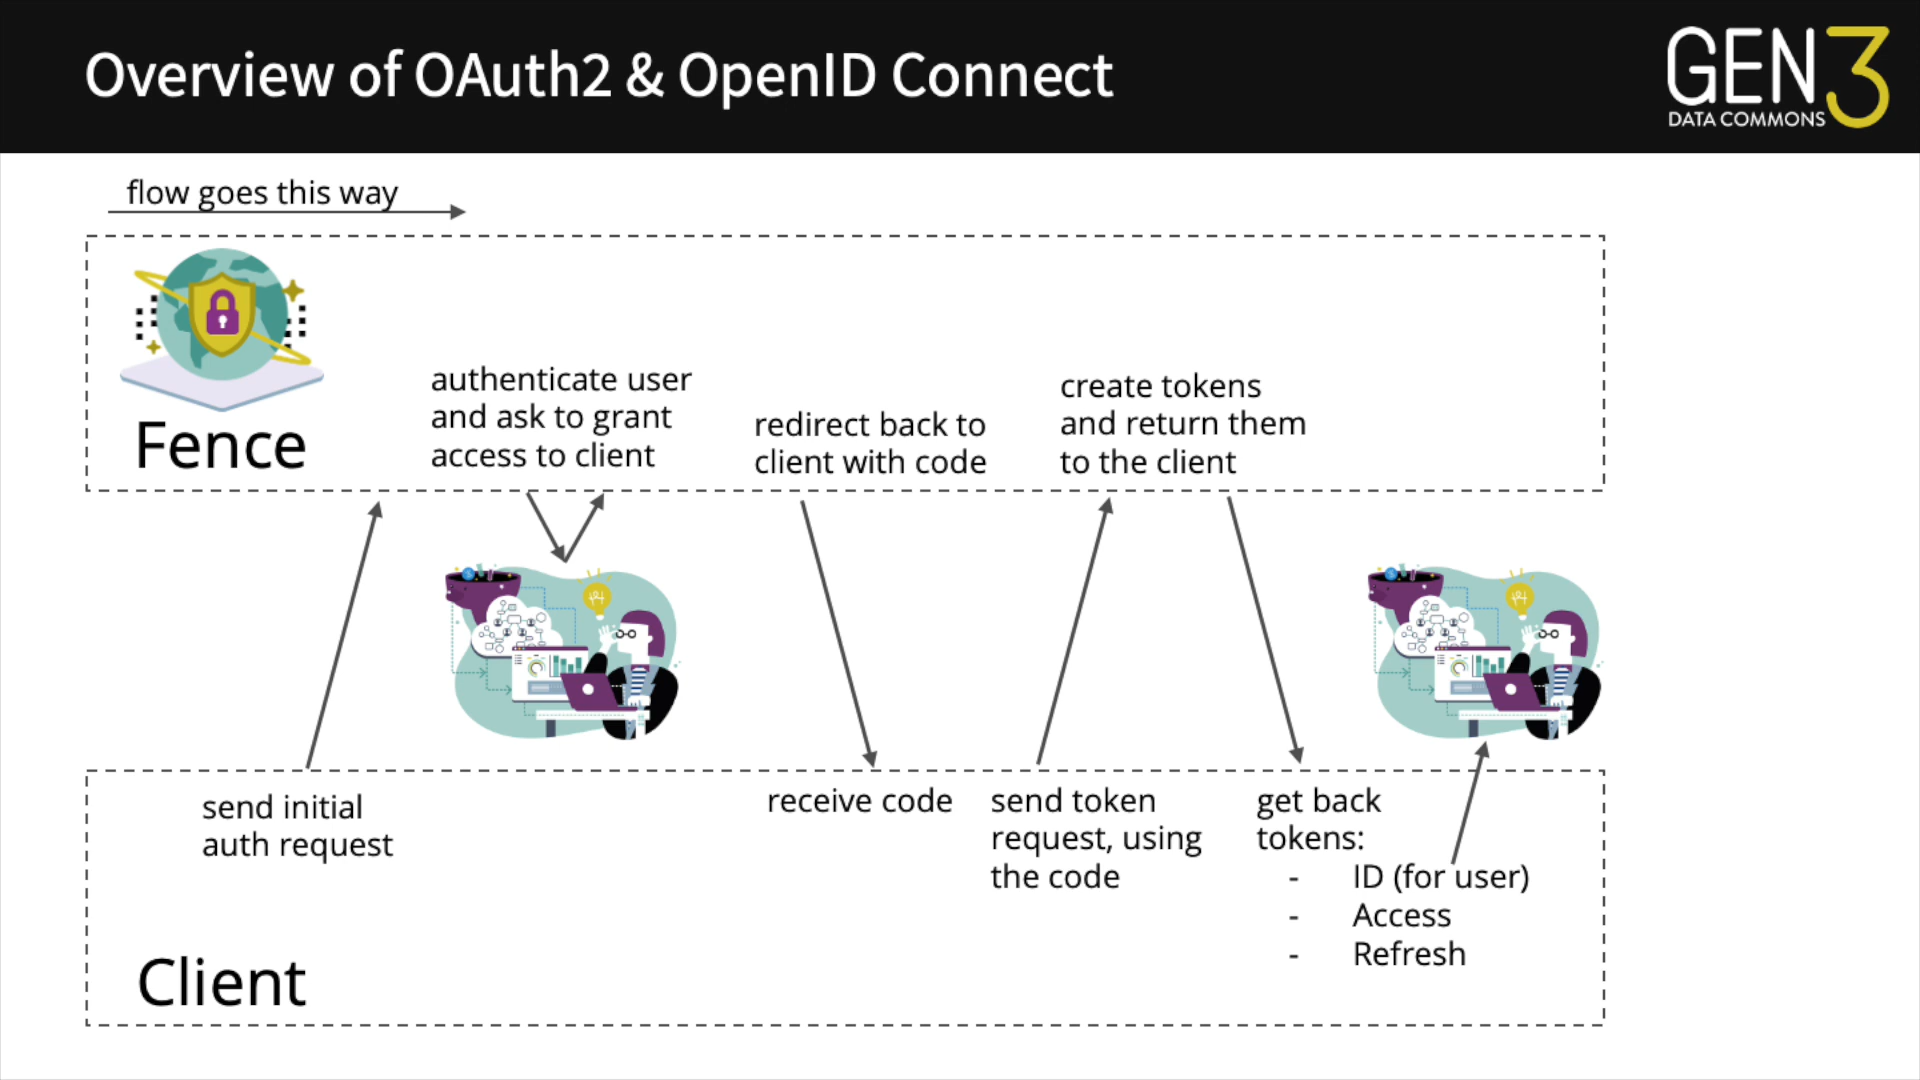 Overview of OAuth2 & OpenID Connect
GEN3
DATA COMMONS
flow goes this way
Fence
authenticate user
and ask to grant
access to client
redirect back to
client with code
create tokens
and return them
to the client
send initial
auth request
receive code
send token
request, using
the code
get back
tokens:
- ID (for user)
- Access
- Refresh
Client